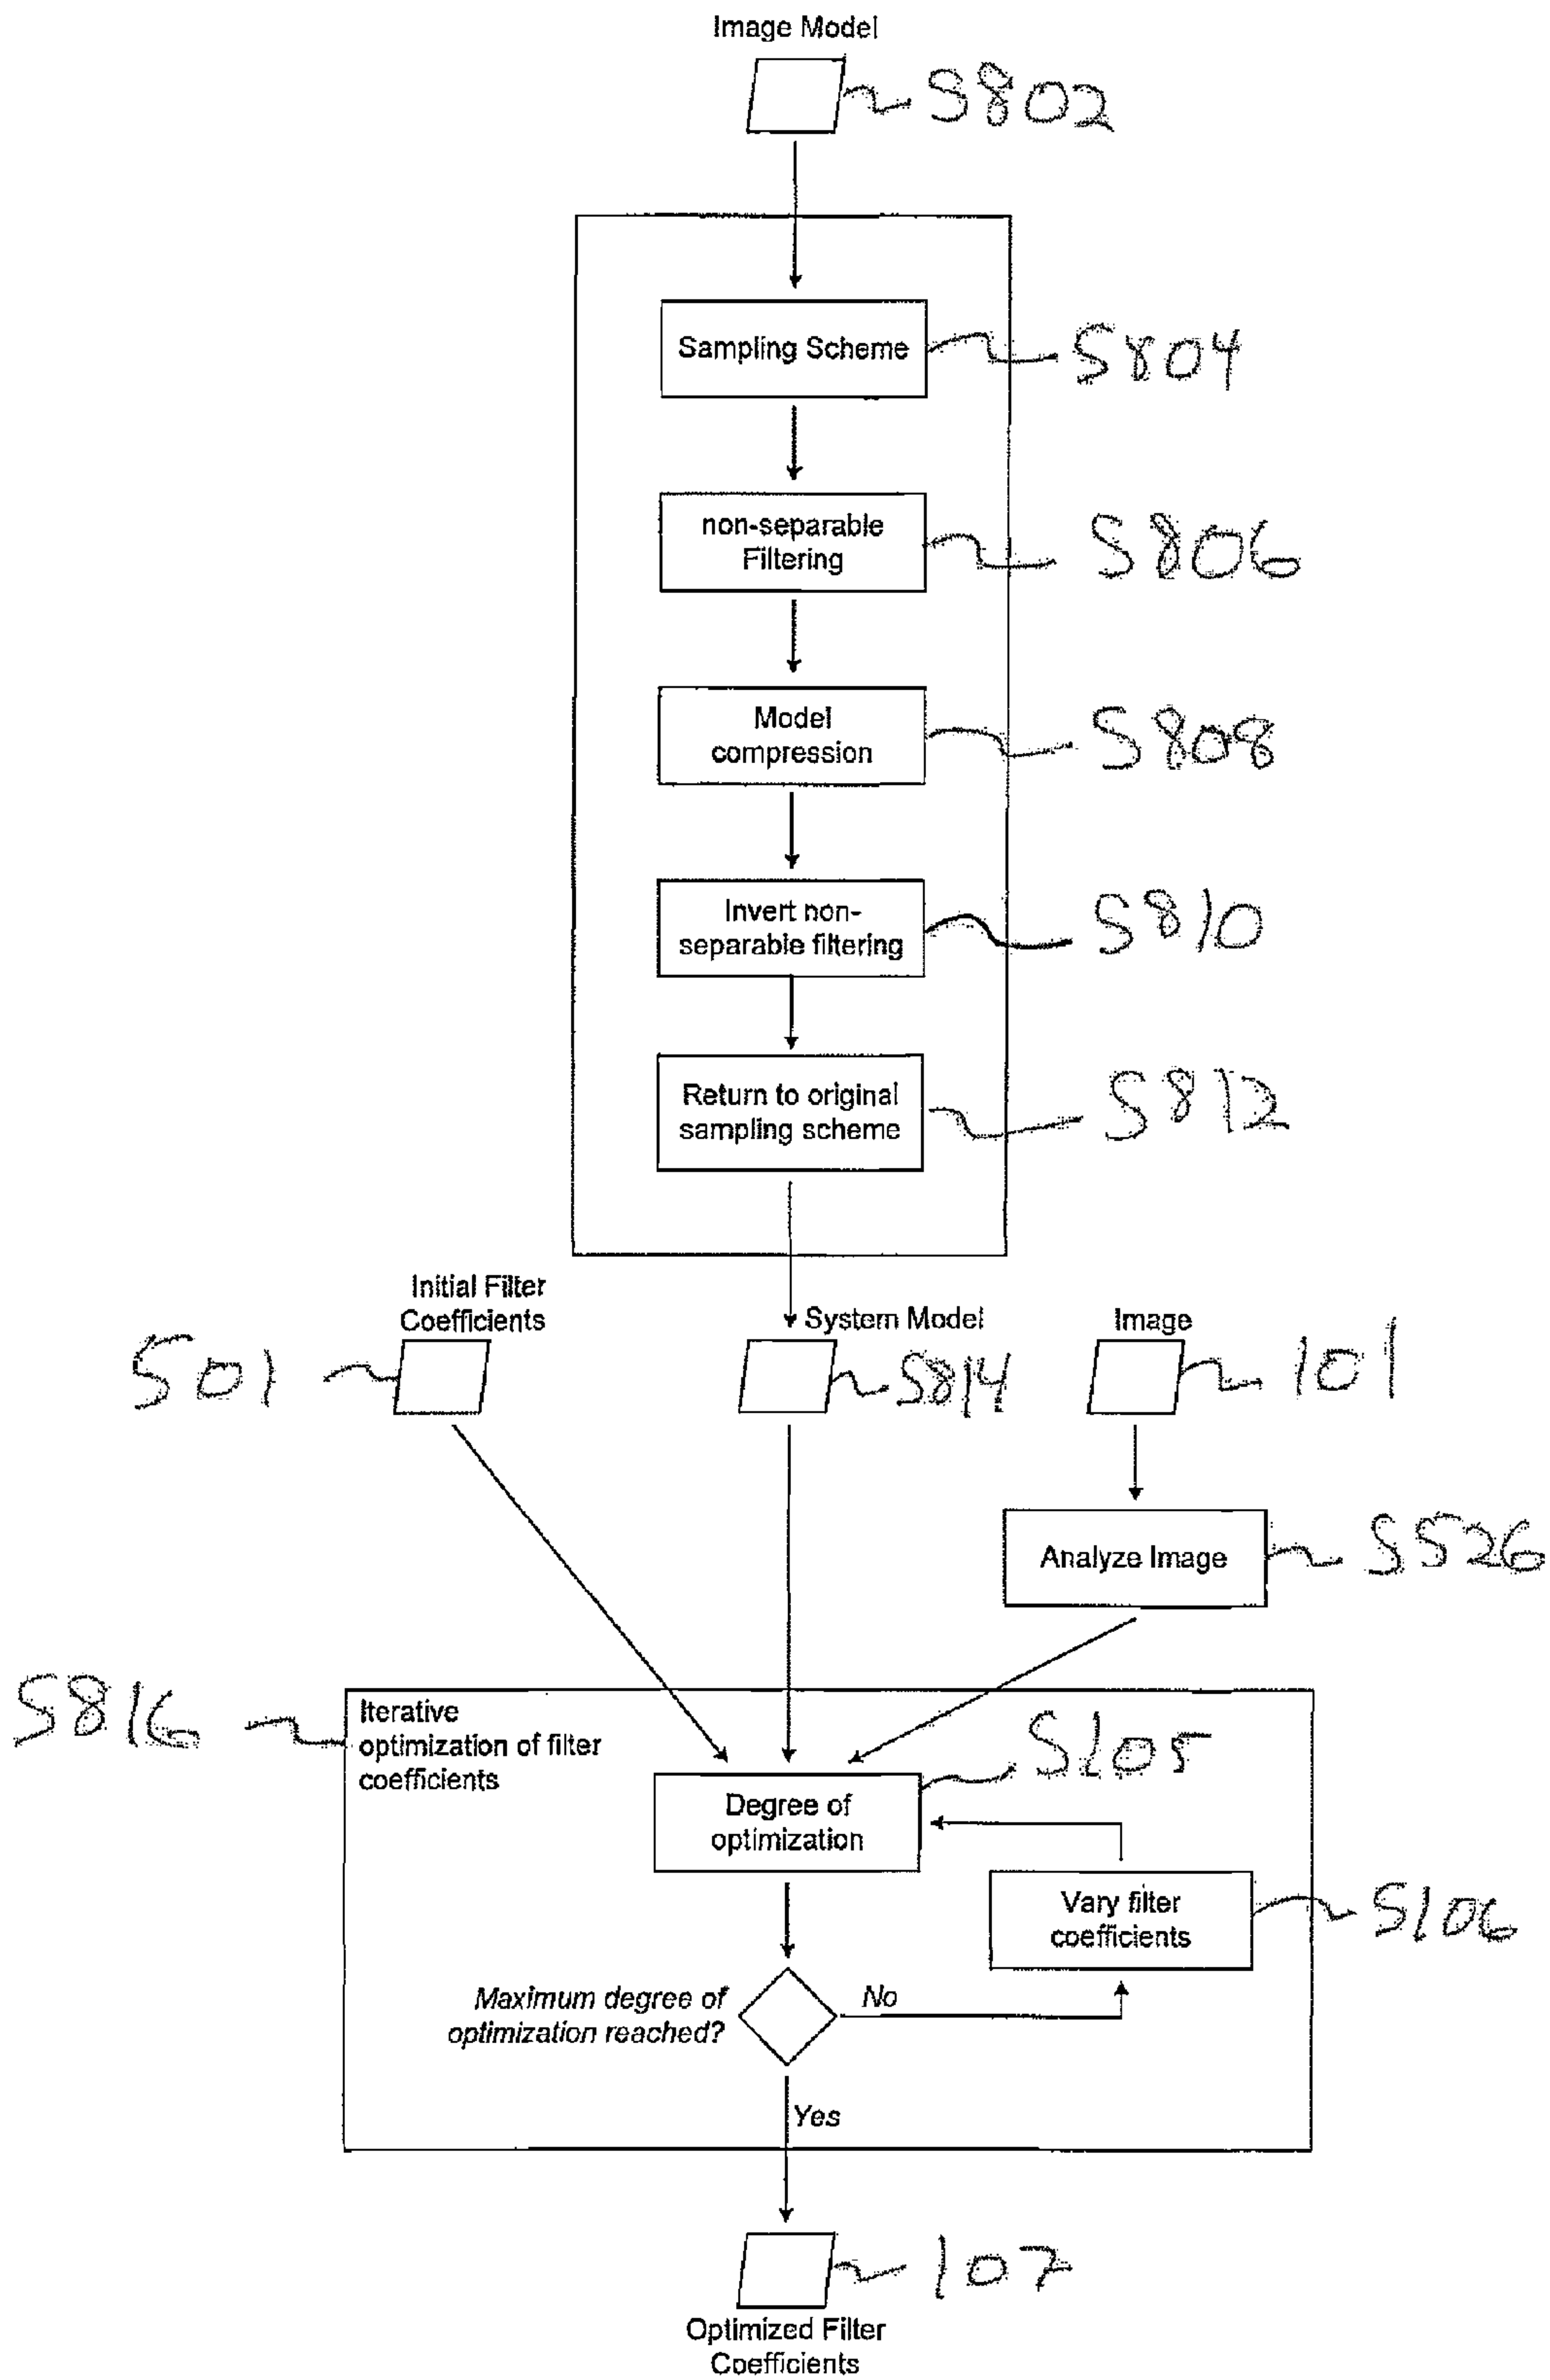 Image Model
S802
Sampling Scheme
S804
non-separable
Filtering
S806
Model
compression
S808
Invert non-
separable filtering
S810
Return to original
sampling scheme
S812
Initial Filter
Coefficients
501
System Model
S814
Image
101
Analyze Image
S526
S816
Iterative
optimization of filter
coefficients
S105
Degree of
optimization
Vary filter
coefficients
S106
Maximum degree of
optimization reached?
No
Yes
107
Optimized Filter
Coefficients